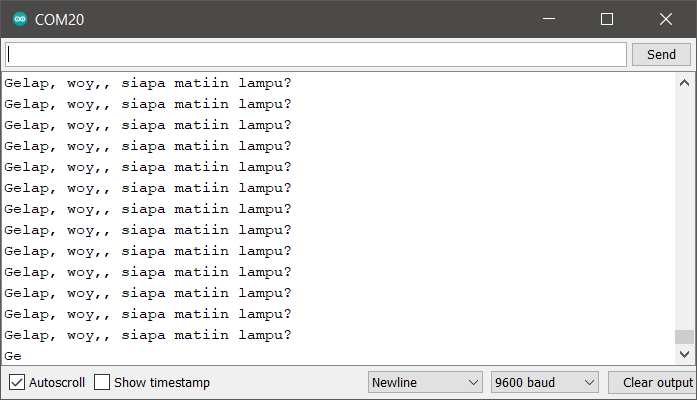 COM20
Send
Gelap, woy,, siapa matiin lampu?
Gelap, woy,, siapa matiin lampu?
Gelap, woy,, siapa matiin lampu?
Gelap, woy,, siapa matiin lampu?
Gelap, woy,, siapa matiin lampu?
Gelap, woy,, siapa matiin lampu?
Gelap, woy,, siapa matiin lampu?
Gelap, woy,, siapa matiin lampu?
Gelap, woy,, siapa matiin lampu?
Gelap, woy,, siapa matiin lampu?
Gelap, woy,, siapa matiin lampu?
Gelap, woy,, siapa matiin lampu?
Gelap, woy,, siapa matiin lampu?
Ge
Autoscroll Show timestamp Newline 9600 baud Clear output